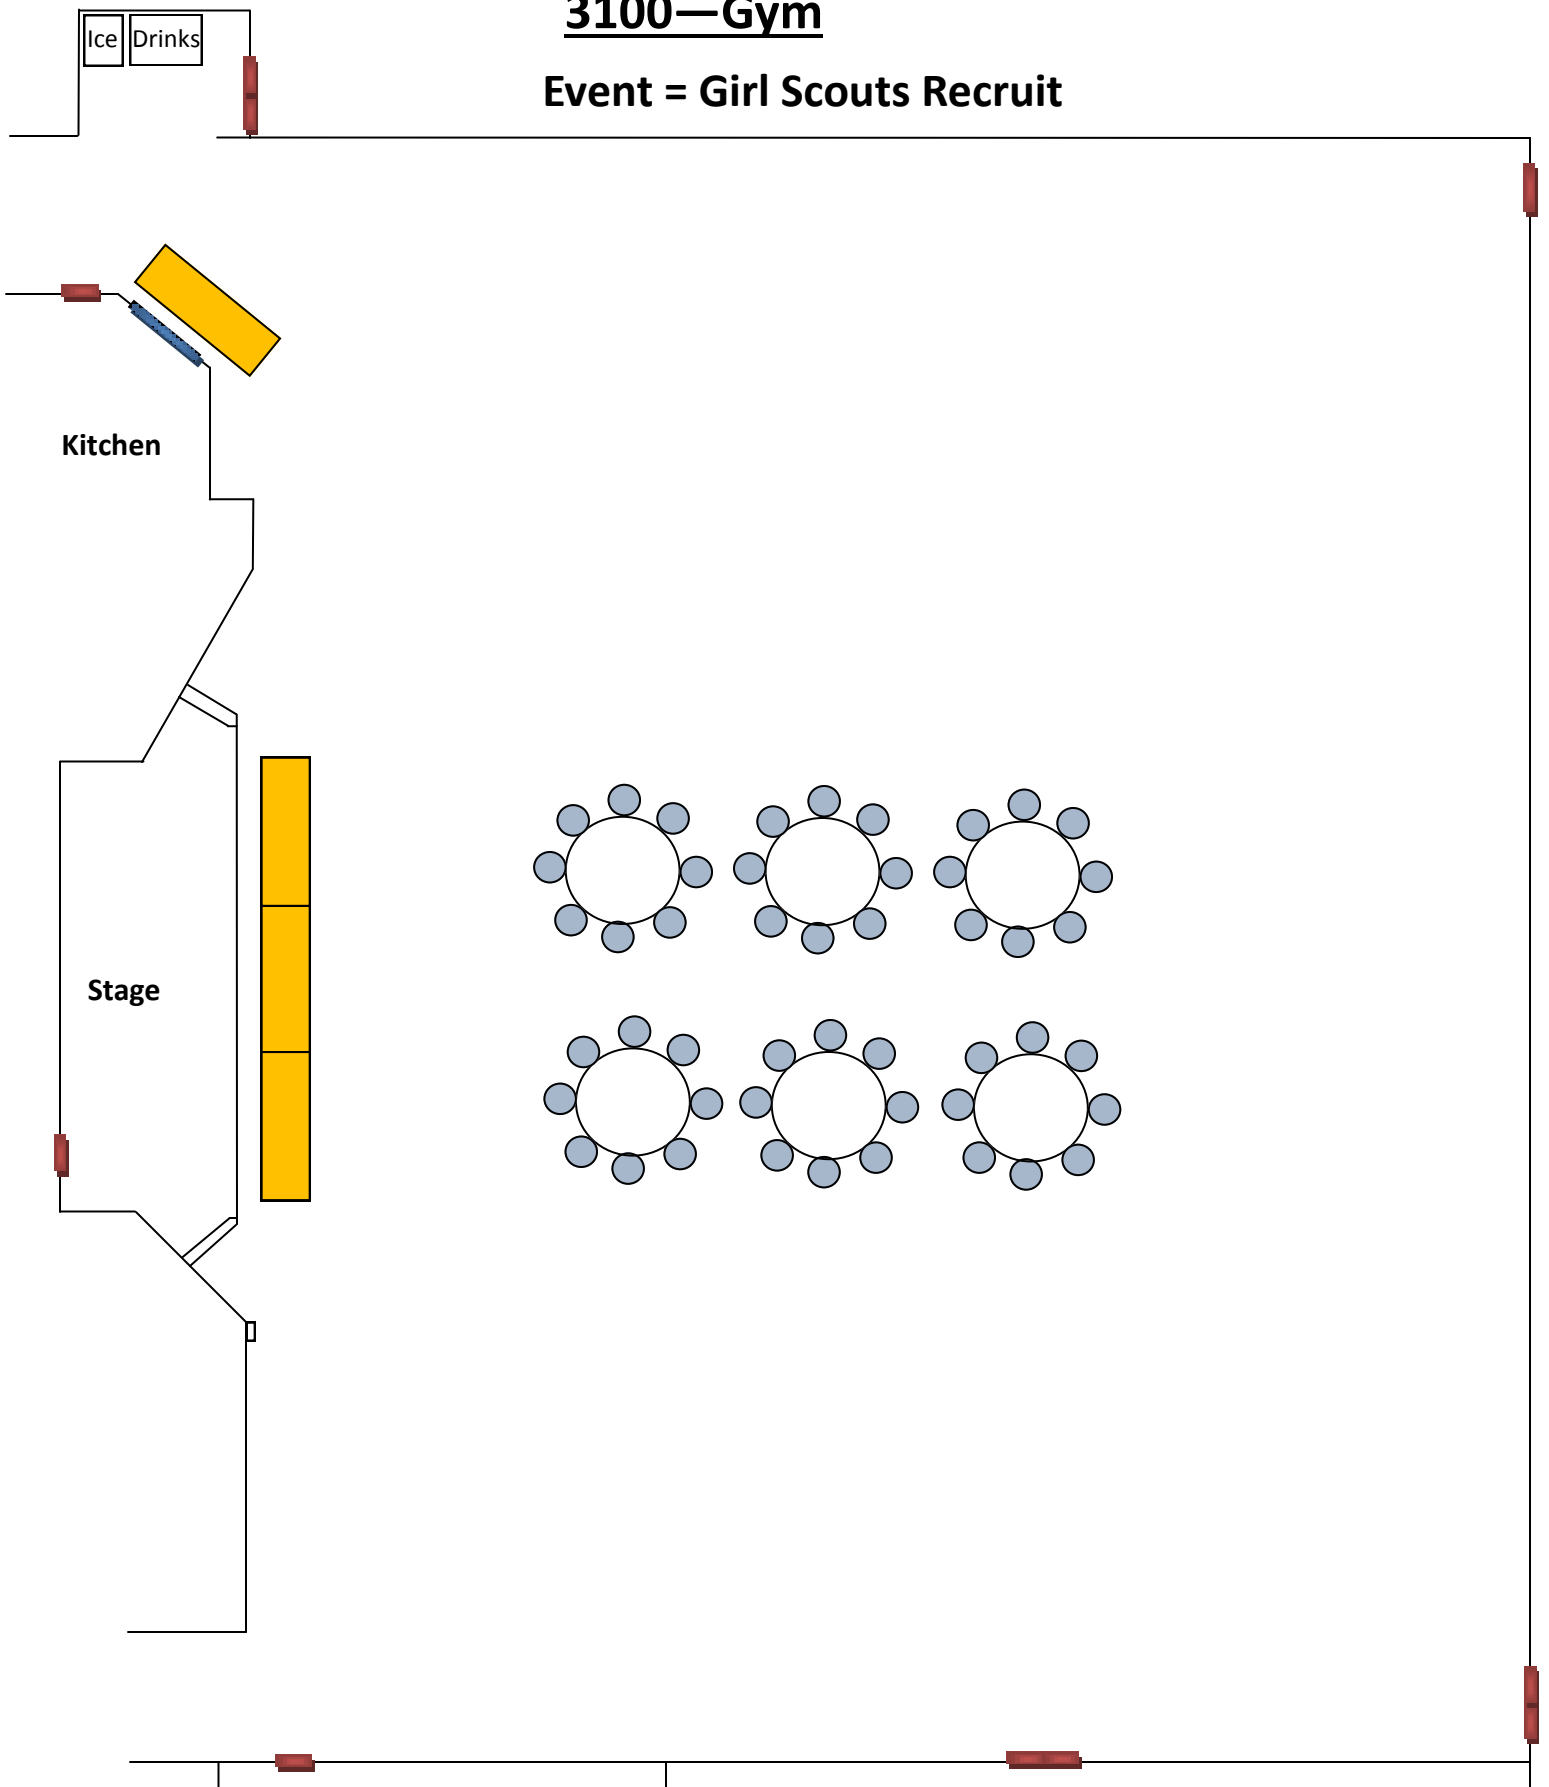 3100—Gym
Ice Drinks
Event = Girl Scouts Recruit
Kitchen
Stage